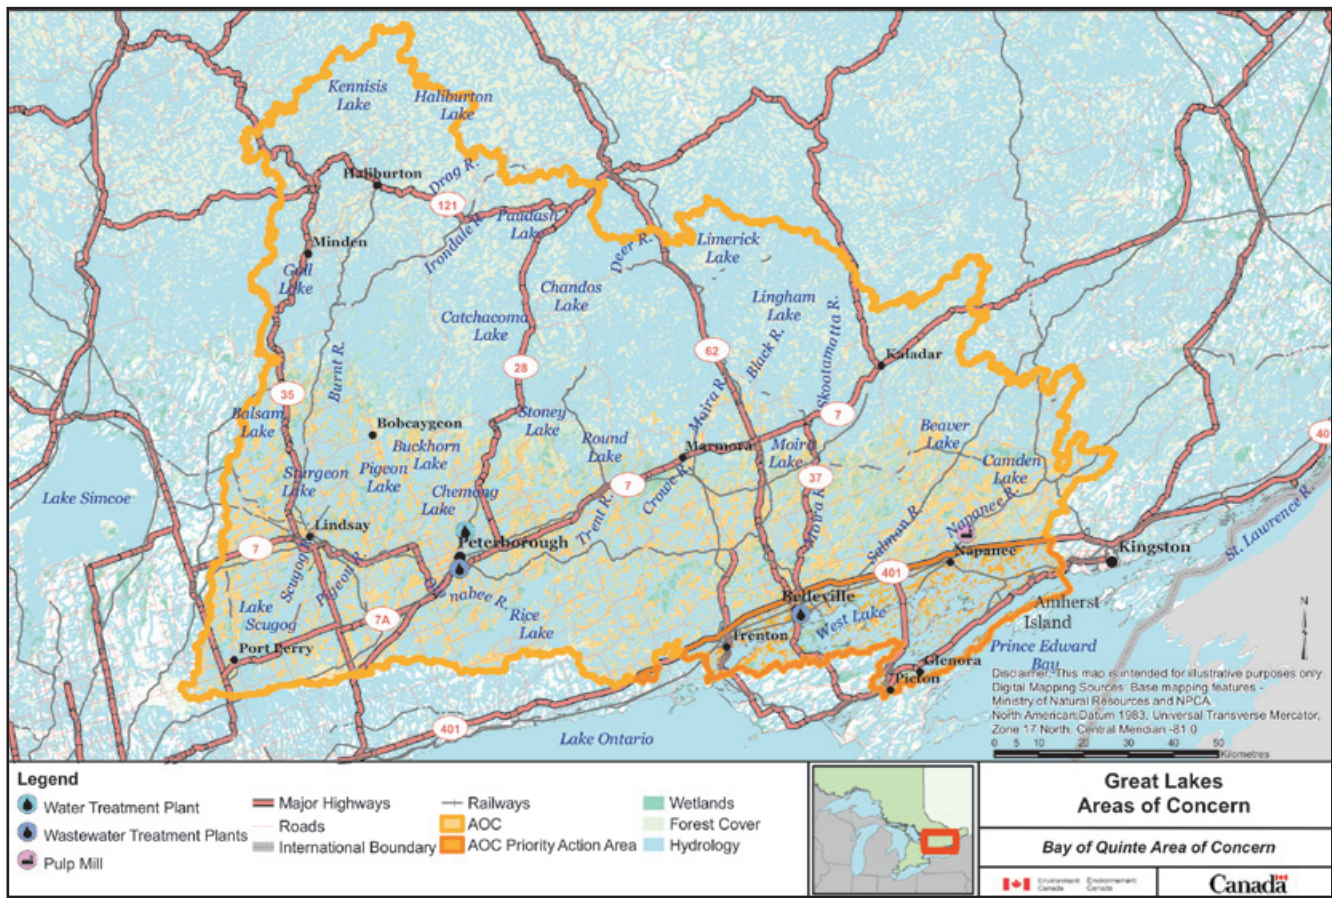 Kennisis
Lake
Haliburton
Lake
Haliburton
Drag R.
121
Irondale R.
Paudash
Lake
Deer R.
Limerick
Lake
Minden
Gull
Lake
Chandos
Lake
Catchacoma
Lake
Lingham
Lake
Black R.
Skootamatta R.
62
Kaladar
28
Burnt R.
35
Balsam
Lake
Bobcaygeon
Buckhorn
Lake
Stoney
Lake
Round
Lake
Moira R.
Marmora
7
Moira
Lake
Beaver
Lake
Camden
Lake
401
Sturgeon
Lake
Pigeon
Lake
Chemong
Lake
Lake Simcoe
7
Crowe R.
Trent R.
37
Moira R.
Salmon R.
Napanee R.
St. Lawrence R.
Lindsay
Peterborough
7
Scugog R.
Pigeon R.
Napanee
Kingston
401
Otonabee R.
Belleville
Lake
Scugog
7A
Rice
Lake
West Lake
Amherst
Island
Trenton
Port Perry
Glenora
Picton
Prince Edward
Bay
N
401
Lake Ontario
Disclaimer: This map is intended for illustrative purposes only.
Digital Mapping Sources: Base mapping features -
Ministry of Natural Resources and NPCA.
North American Datum 1983, Universal Transverse Mercator,
Zone 17 North, Central Meridian -81.0
0 5 10 20 30 40 50
Kilometres
Legend
Water Treatment Plant
Wastewater Treatment Plants
Pulp Mill
Major Highways
Roads
International Boundary
Railways
AOC
AOC Priority Action Area
Wetlands
Forest Cover
Hydrology
Great Lakes
Areas of Concern
Bay of Quinte Area of Concern
Environment Canada
Environnement Canada
Canada